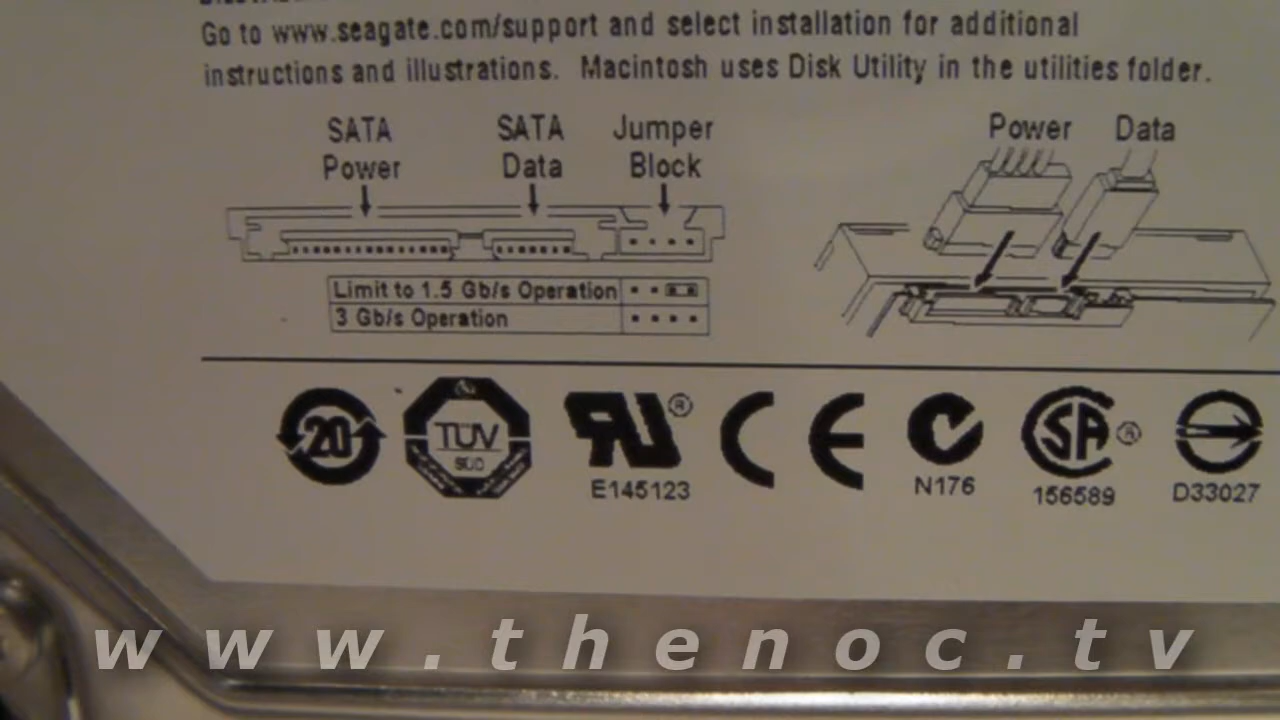 Go to www.seagate.com/support and select installation for additional
instructions and illustrations. Macintosh uses Disk Utility in the utilities folder.
SATA Power
SATA Data
Jumper Block
Power
Data
Limit to 1.5 Gb/s Operation
3 Gb/s Operation
20
TÜV
SÜD
RU®
CE
SA®
E145123
N176
156589
D33027
www.thenoc.tv